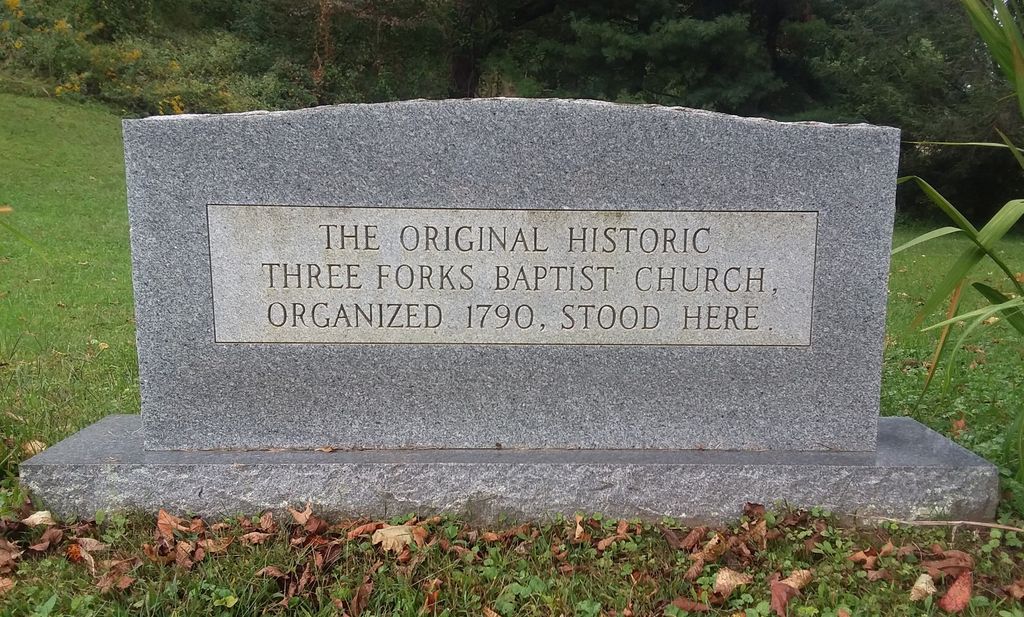 THE ORIGINAL HISTORIC
THREE FORKS BAPTIST CHURCH,
ORGANIZED 1790, STOOD HERE.